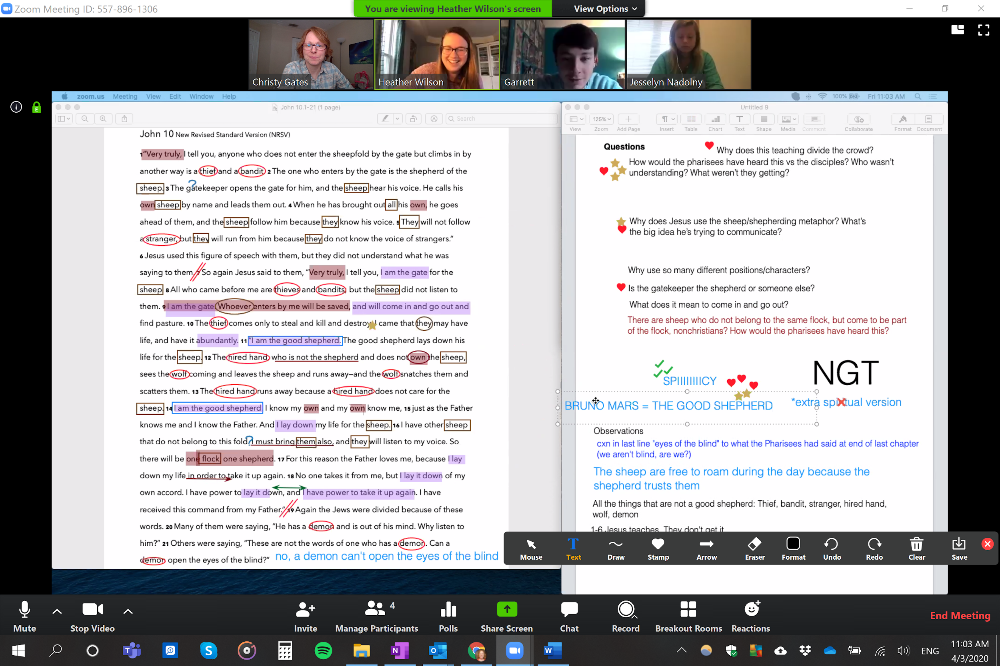 Zoom Meeting ID: 557-896-1306
You are viewing Heather Wilson's screen
View Options
Christy Gates
Heather Wilson
Garrett
Jesselyn Nadolny
zoom.us Meeting View Edit Window Help
100% Fri 11:03 AM
John 10.1-21 (1 page)
Search
John 10 New Revised Standard Version (NRSV)
1 "Very truly, I tell you, anyone who does not enter the sheepfold by the gate but climbs in by
another way is a thief and a bandit. 2 The one who enters by the gate is the shepherd of the
sheep. 3 The gatekeeper opens the gate for him, and the sheep hear his voice. He calls his
own sheep by name and leads them out. 4 When he has brought out all his own, he goes
ahead of them, and the sheep follow him because they know his voice. 5 They will not follow
a stranger, but they will run from him because they do not know the voice of strangers."
6 Jesus used this figure of speech with them, but they did not understand what he was
saying to them. 7 So again Jesus said to them, "Very truly, I tell you, I am the gate for the
sheep. 8 All who came before me are thieves and bandits; but the sheep did not listen to
them. 9 I am the gate. Whoever enters by me will be saved, and will come in and go out and
find pasture. 10 The thief comes only to steal and kill and destroy. I came that they may have
life, and have it abundantly. 11 "I am the good shepherd. The good shepherd lays down his
life for the sheep. 12 The hired hand, who is not the shepherd and does not own the sheep,
sees the wolf coming and leaves the sheep and runs away—and the wolf snatches them and
scatters them. 13 The hired hand runs away because a hired hand does not care for the
sheep. 14 I am the good shepherd. I know my own and my own know me, 15 just as the Father
knows me and I know the Father. And I lay down my life for the sheep. 16 I have other sheep
that do not belong to this fold. I must bring them also, and they will listen to my voice. So
there will be one flock, one shepherd. 17 For this reason the Father loves me, because I lay
down my life in order to take it up again. 18 No one takes it from me, but I lay it down of my
own accord. I have power to lay it down, and I have power to take it up again. I have
received this command from my Father." 19 Again the Jews were divided because of these
words. 20 Many of them were saying, "He has a demon and is out of his mind. Why listen to
him?" 21 Others were saying, "These are not the words of one who has a demon. Can a
demon open the eyes of the blind?"
no, a demon can't open the eyes of the blind
Untitled 9
125%
View Zoom Add Page Insert Table Chart Text Shape Media Comment Collaborate Format Document
Questions
Why does this teaching divide the crowd?
How would the pharisees have heard this vs the disciples? Who wasn't
understanding? What weren't they getting?
Why does Jesus use the sheep/shepherding metaphor? What's
the big idea he's trying to communicate?
Why use so many different positions/characters?
Is the gatekeeper the shepherd or someone else?
What does it mean to come in and go out?
There are sheep who do not belong to the same flock, but come to be part
of the flock, nonchristians? How would the pharisees have heard this?
SPIIIIIIIICY
NGT
BRUNO MARS = THE GOOD SHEPHERD
*extra version
Observations
cxn in last line "eyes of the blind" to what the Pharisees had said at end of last chapter
(we aren't blind, are we?)
The sheep are free to roam during the day because the
shepherd trusts them
All the things that are not a good shepherd: Thief, bandit, stranger, hired hand,
wolf, demon
1-6 Jesus teaches. They don't get it
Mouse Text Draw Stamp Arrow Eraser Format Undo Redo Clear Save
4
Mute Stop Video Invite Manage Participants Polls Share Screen Chat Record Breakout Rooms Reactions End Meeting
ENG
11:03 AM
4/3/2020